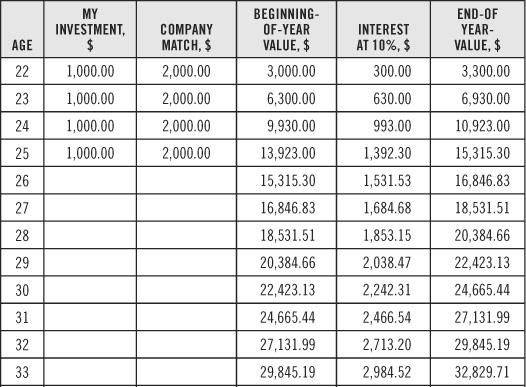 AGE MY INVESTMENT, $ COMPANY MATCH, $ BEGINNING-OF-YEAR VALUE, $ INTEREST AT 10%, $ END-OF YEAR-VALUE, $
22 1,000.00 2,000.00 3,000.00 300.00 3,300.00
23 1,000.00 2,000.00 6,300.00 630.00 6,930.00
24 1,000.00 2,000.00 9,930.00 993.00 10,923.00
25 1,000.00 2,000.00 13,923.00 1,392.30 15,315.30
26 15,315.30 1,531.53 16,846.83
27 16,846.83 1,684.68 18,531.51
28 18,531.51 1,853.15 20,384.66
29 20,384.66 2,038.47 22,423.13
30 22,423.13 2,242.31 24,665.44
31 24,665.44 2,466.54 27,131.99
32 27,131.99 2,713.20 29,845.19
33 29,845.19 2,984.52 32,829.71